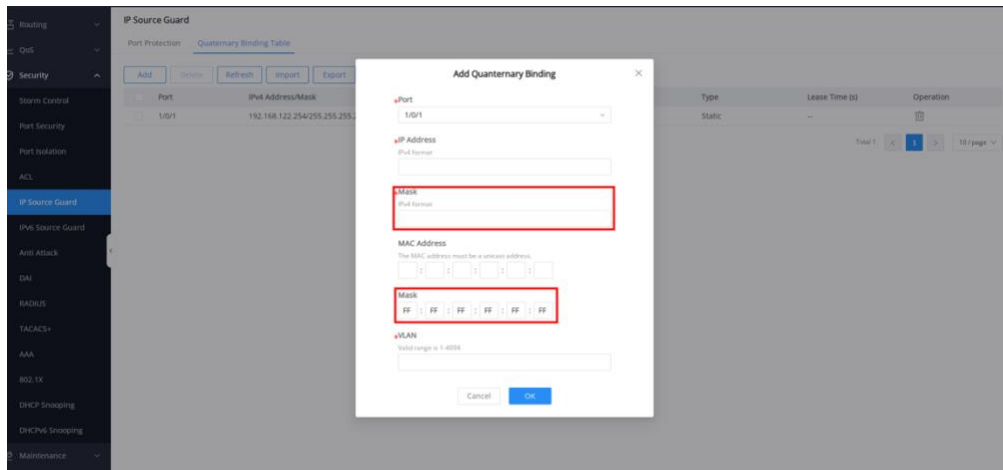 Routing
QoS
Security
Storm Control
Port Security
Port Isolation
ACL
IP Source Guard
IPv6 Source Guard
Anti Attack
DAI
RADIUS
TACACS+
AAA
802.1X
DHCP Snooping
DHCPv6 Snooping
Maintenance
IP Source Guard
Port Protection Quaternary Binding Table
Add Delete Refresh Import Export
Port IPv4 Address/Mask Type Lease Time (s) Operation
1/0/1 192.168.122.254/255.255.255.2 Static --
Total 1 < 1 > 10 / page
Add Quanternary Binding
*Port
1/0/1
*IP Address
IPv4 format
*Mask
IPv4 format
MAC Address
The MAC address must be a unicast address.
: : : : :
Mask
FF : FF : FF : FF : FF : FF
*VLAN
Valid range is 1-4094
Cancel OK